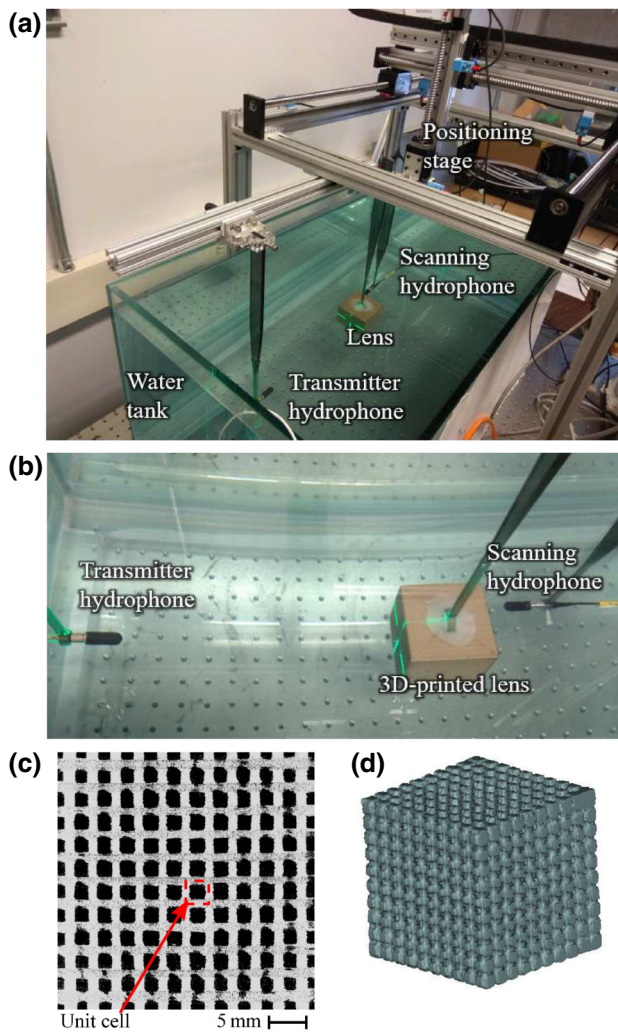 (a)
Positioning
stage
Scanning
hydrophone
Lens
Water
tank
Transmitter
hydrophone
(b)
Transmitter
hydrophone
Scanning
hydrophone
3D-printed lens
(c)
(d)
Unit cell
5 mm